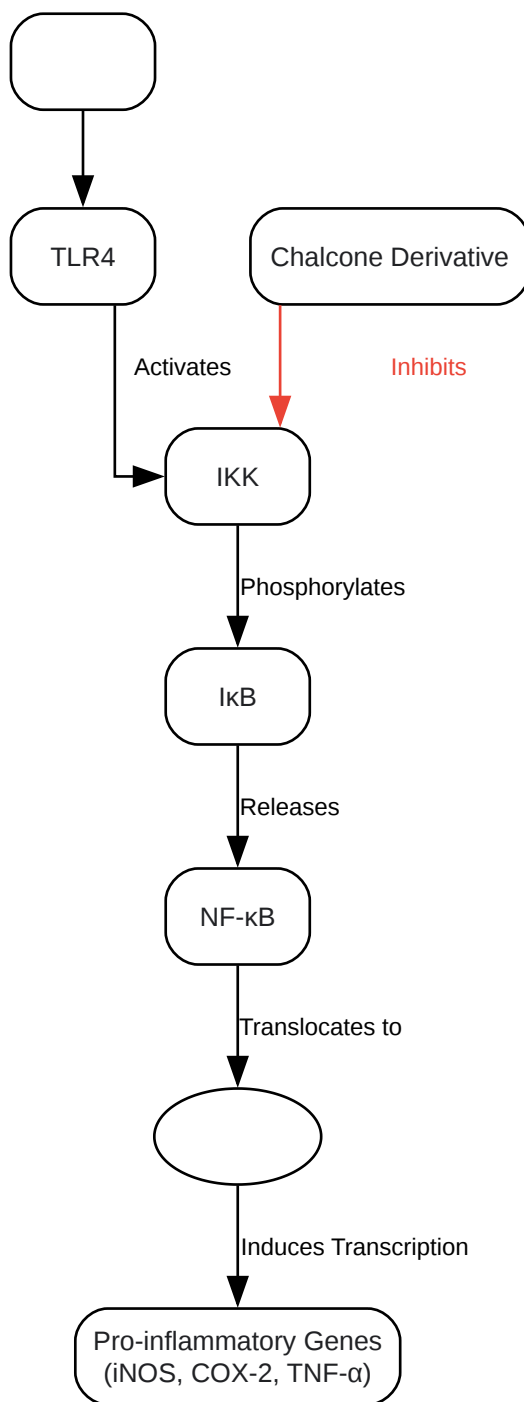 TLR4
Chalcone Derivative
Activates
Inhibits
IKK
Phosphorylates
IκB
Releases
NF-κB
Translocates to
Induces Transcription
Pro-inflammatory Genes
(iNOS, COX-2, TNF-α)